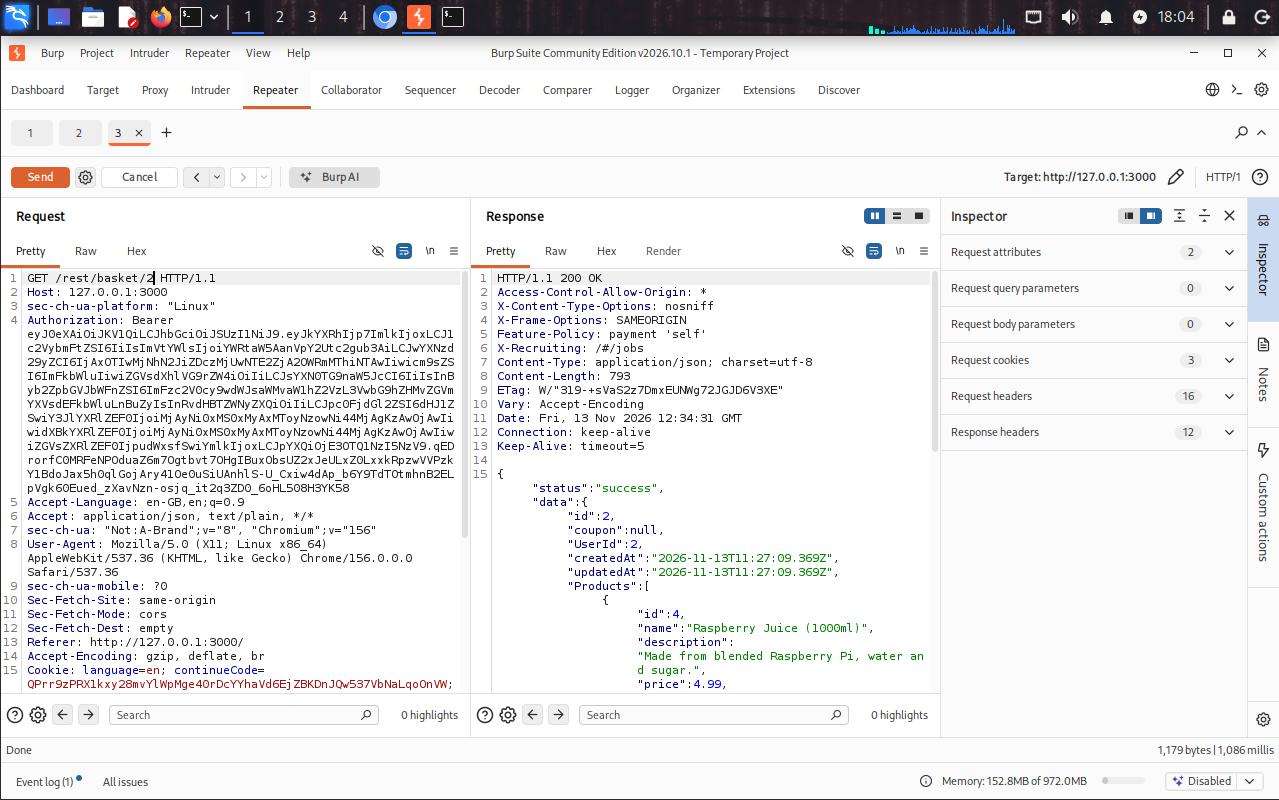 1 2 3 4 18:04
Burp Project Intruder Repeater View Help Burp Suite Community Edition v2026.10.1 - Temporary Project
Dashboard Target Proxy Intruder Repeater Collaborator Sequencer Decoder Comparer Logger Organizer Extensions Discover
1 2 3 × +
Send Cancel < > Burp AI Target: http://127.0.0.1:3000 HTTP/1
Request
Pretty Raw Hex \n
1 GET /rest/basket/2 HTTP/1.1
2 Host: 127.0.0.1:3000
3 sec-ch-ua-platform: "Linux"
4 Authorization: Bearer
5 Accept-Language: en-GB,en;q=0.9
6 Accept: application/json, text/plain, */*
7 sec-ch-ua: "Not:A-Brand";v="8", "Chromium";v="156"
8 User-Agent: Mozilla/5.0 (X11; Linux x86_64)
AppleWebKit/537.36 (KHTML, like Gecko) Chrome/156.0.0.0
Safari/537.36
9 sec-ch-ua-mobile: ?0
10 Sec-Fetch-Site: same-origin
11 Sec-Fetch-Mode: cors
12 Sec-Fetch-Dest: empty
13 Referer: http://127.0.0.1:3000/
14 Accept-Encoding: gzip, deflate, br
15 Cookie: language=en; continueCode=
QPrr9zPRX1kxy28mvYlWpMge40rDcYYhaVd6EjZBKDnJQw537VbNaLqoOnVW;
Search 0 highlights
Response
Pretty Raw Hex Render \n
1 HTTP/1.1 200 OK
2 Access-Control-Allow-Origin: *
3 X-Content-Type-Options: nosniff
4 X-Frame-Options: SAMEORIGIN
5 Feature-Policy: payment 'self'
6 X-Recruiting: /#/jobs
7 Content-Type: application/json; charset=utf-8
8 Content-Length: 793
9 ETag: W/"319-+sVaS2z7DmxEUNWg72JGJD6V3XE"
10 Vary: Accept-Encoding
11 Date: Fri, 13 Nov 2026 12:34:31 GMT
12 Connection: keep-alive
13 Keep-Alive: timeout=5
14
15 {
"status":"success",
"data":{
"id":2,
"coupon":null,
"UserId":2,
"createdAt":"2026-11-13T11:27:09.369Z",
"updatedAt":"2026-11-13T11:27:09.369Z",
"Products":[
{
"id":4,
"name":"Raspberry Juice (1000ml)",
"description":
"Made from blended Raspberry Pi, water an
d sugar.",
"price":4.99,
Search 0 highlights
Inspector
Request attributes 2
Request query parameters 0
Request body parameters 0
Request cookies 3
Request headers 16
Response headers 12
Inspector
Notes
Custom actions
Done 1,179 bytes | 1,086 millis
Event log (1) All issues Memory: 152.8MB of 972.0MB Disabled